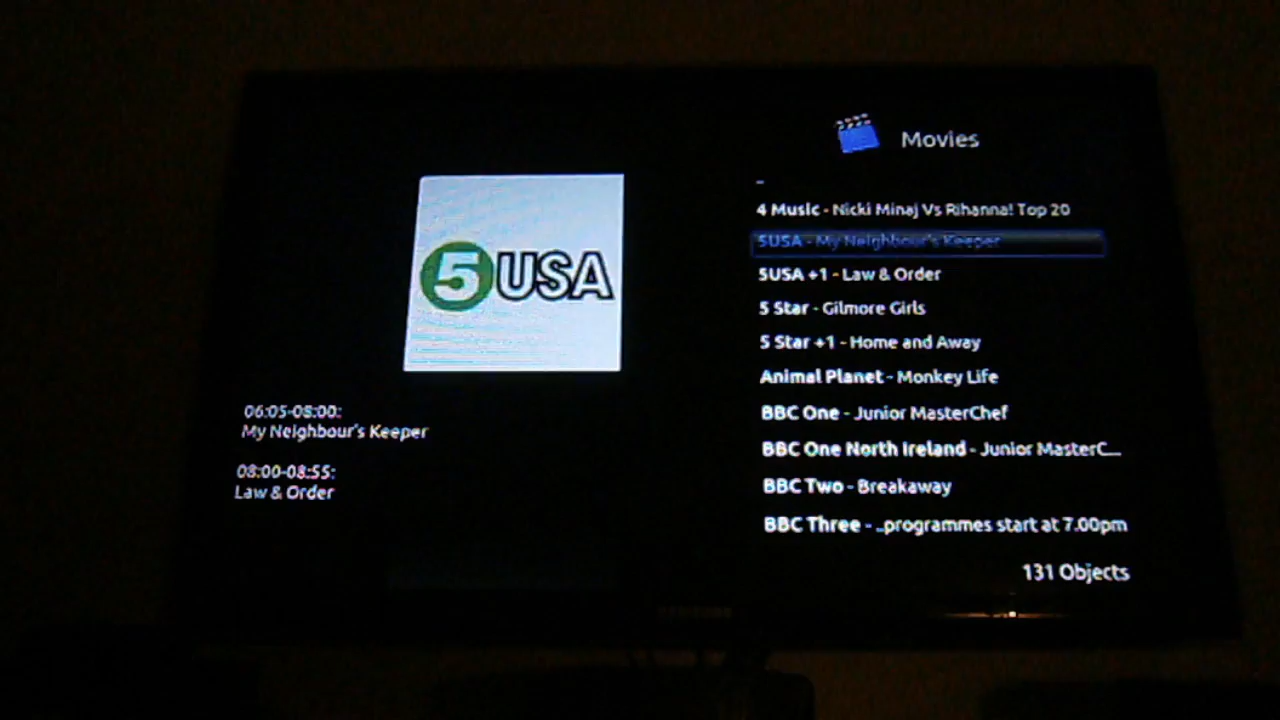 Movies
5 USA
-
4 Music - Nicki Minaj Vs Rihanna! Top 20
5USA - My Neighbour's Keeper
5USA +1 - Law & Order
5 Star - Gilmore Girls
5 Star +1 - Home and Away
Animal Planet - Monkey Life
BBC One - Junior MasterChef
BBC One North Ireland - Junior MasterC...
BBC Two - Breakaway
BBC Three - ..programmes start at 7.00pm
131 Objects
06:05-08:00:
My Neighbour's Keeper
08:00-08:55:
Law & Order